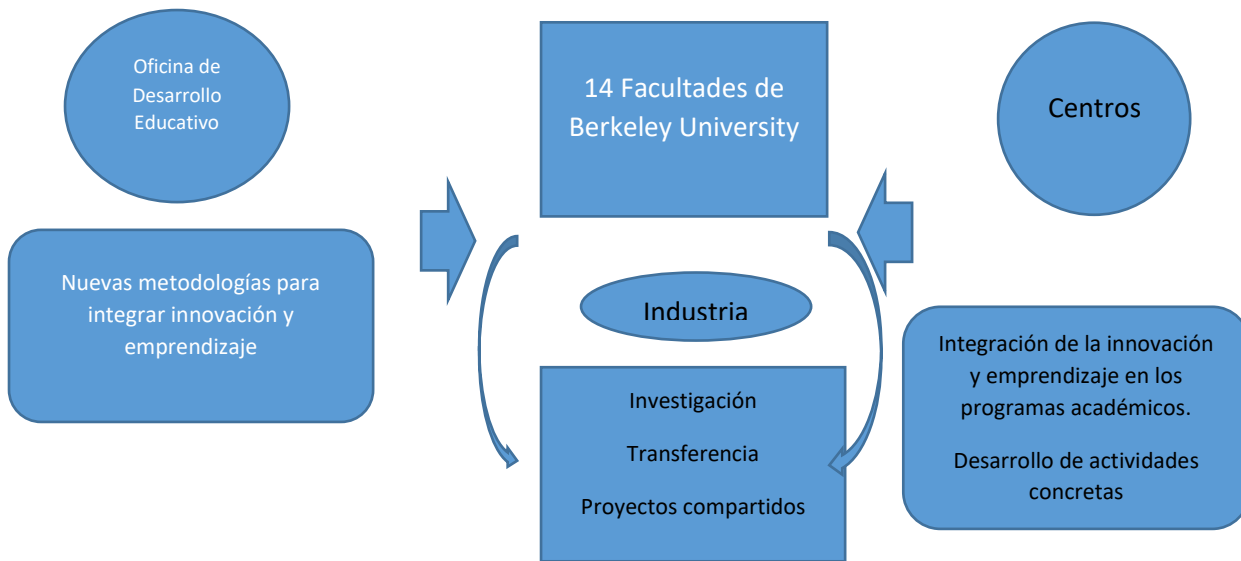 Oficina de
Desarrollo
Educativo
Nuevas metodologías para
integrar innovación y
emprendizaje
14 Facultades de
Berkeley University
Industria
Investigación
Transferencia
Proyectos compartidos
Centros
Integración de la innovación
y emprendizaje en los
programas académicos.
Desarrollo de actividades
concretas